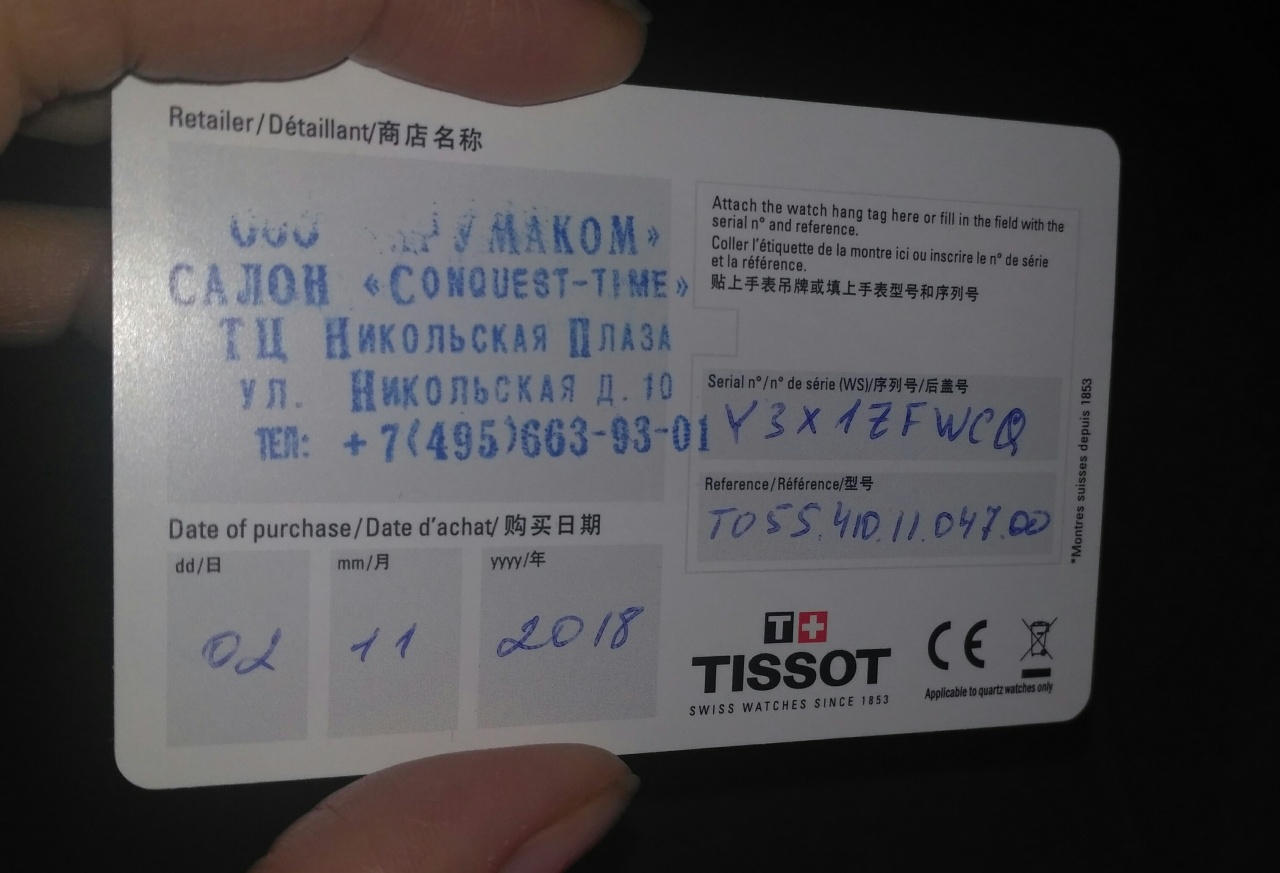 Retailer/Détaillant/商店名称
ООО МАКОМ»
САЛОН «CONQUEST-TIME»
ТЦ НИКОЛЬСКАЯ ПЛАЗА
УЛ. НИКОЛЬСКАЯ Д. 10
ТЕЛ: +7(495)663-93-01
Date of purchase/Date d'achat/购买日期
dd/日 mm/月 yyyy/年
02 11 2018
Attach the watch hang tag here or fill in the field with the
serial n° and reference.
Coller l'étiquette de la montre ici ou inscrire le n° de série
et la référence.
贴上手表吊牌或填上手表型号和序列号
Serial n°/n° de série (WS)/序列号/后盖号
Y3X1ZFWCQ
Reference/Référence/型号
T055.410.11.047.00
T+
TISSOT
SWISS WATCHES SINCE 1853
CE
Applicable to quartz watches only
*Montres suisses depuis 1853